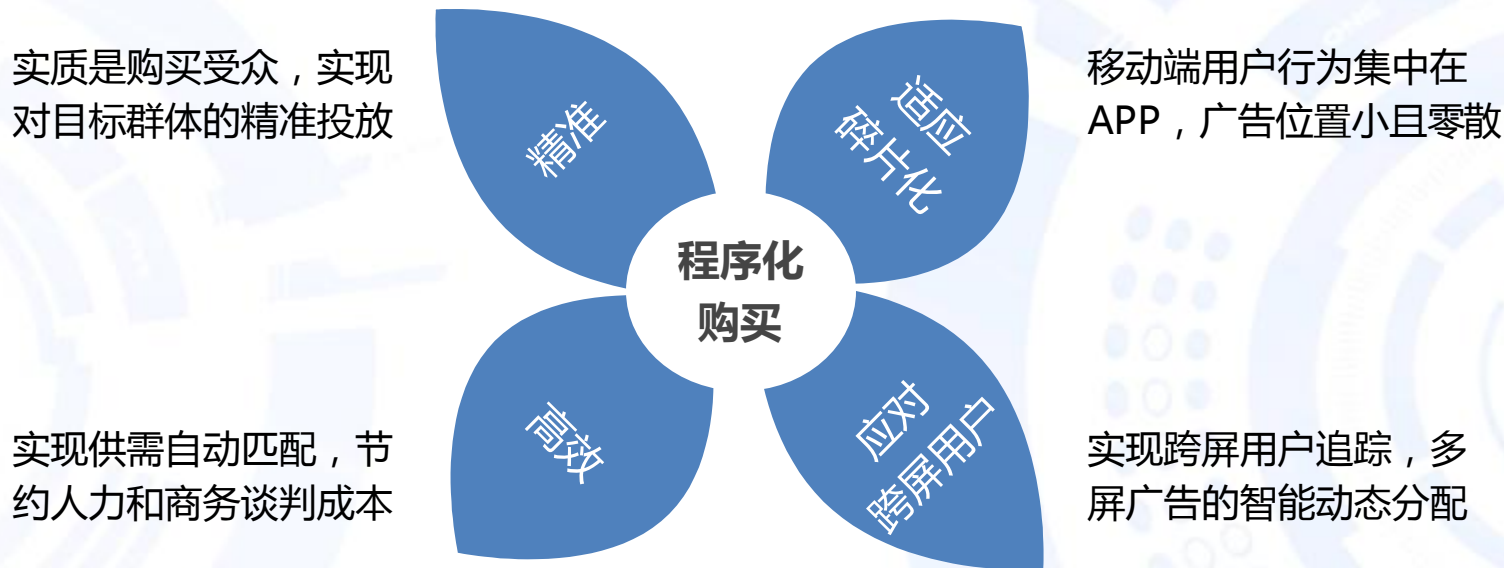 实质是购买受众，实现
对目标群体的精准投放
精准
适应
碎片化
移动端用户行为集中在
APP，广告位置小且零散
程序化
购买
实现供需自动匹配，节
约人力和商务谈判成本
高效
应对
跨屏用户
实现跨屏用户追踪，多
屏广告的智能动态分配